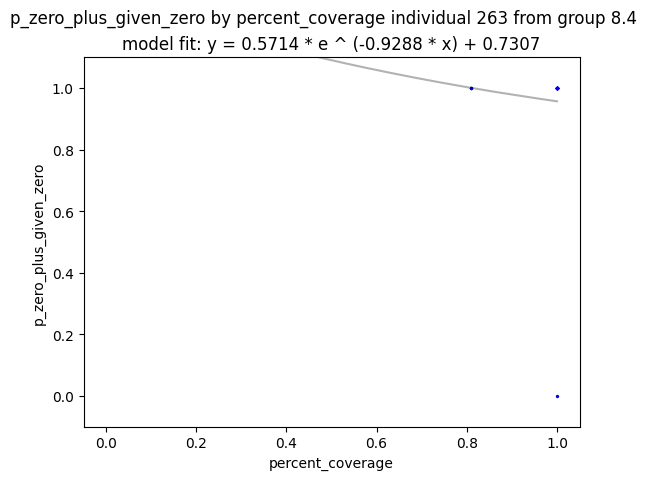 p_zero_plus_given_zero by percent_coverage individual 263 from group 8.4
model fit: y = 0.5714 * e ^ (-0.9288 * x) + 0.7307
1.0
0.8
0.6
0.4
0.2
0.0
p_zero_plus_given_zero
0.0 0.2 0.4 0.6 0.8 1.0
percent_coverage